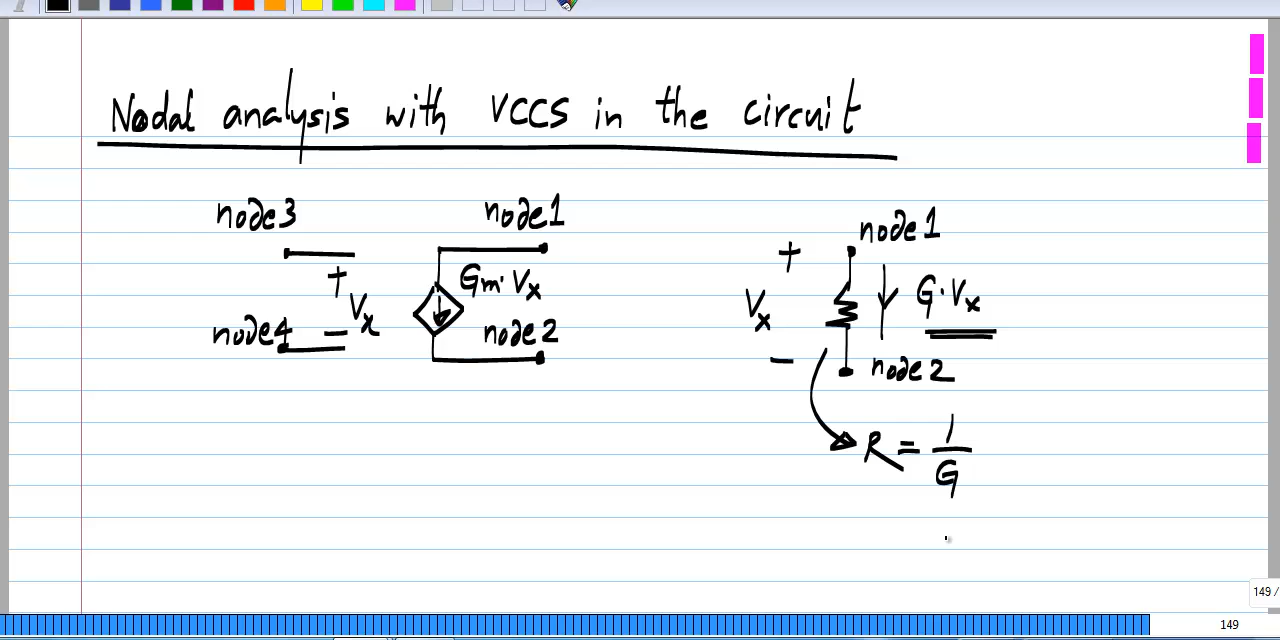 Nodal analysis with VCCS in the circuit
node3
node1
+
Vx
Gm·Vx
node4
−
node2
node1
+
Vx
G·Vx
−
node2
R = 1/G
149 /
149